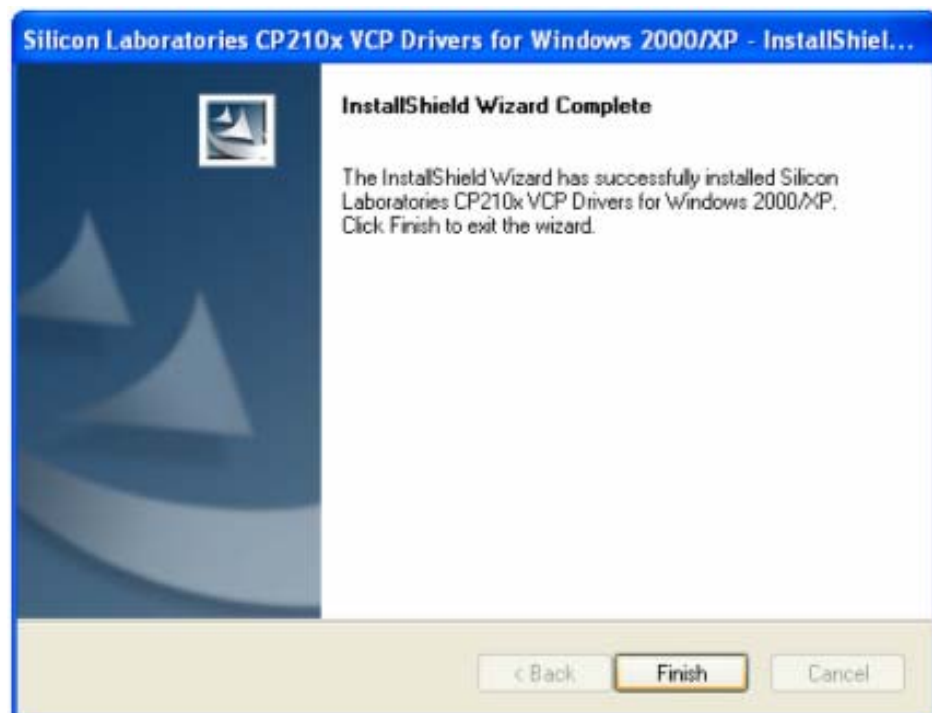 Silicon Laboratories CP210x VCP Drivers for Windows 2000/XP - InstallShiel...
InstallShield Wizard Complete
The InstallShield Wizard has successfully installed Silicon
Laboratories CP210x VCP Drivers for Windows 2000/XP.
Click Finish to exit the wizard.
< Back
Finish
Cancel